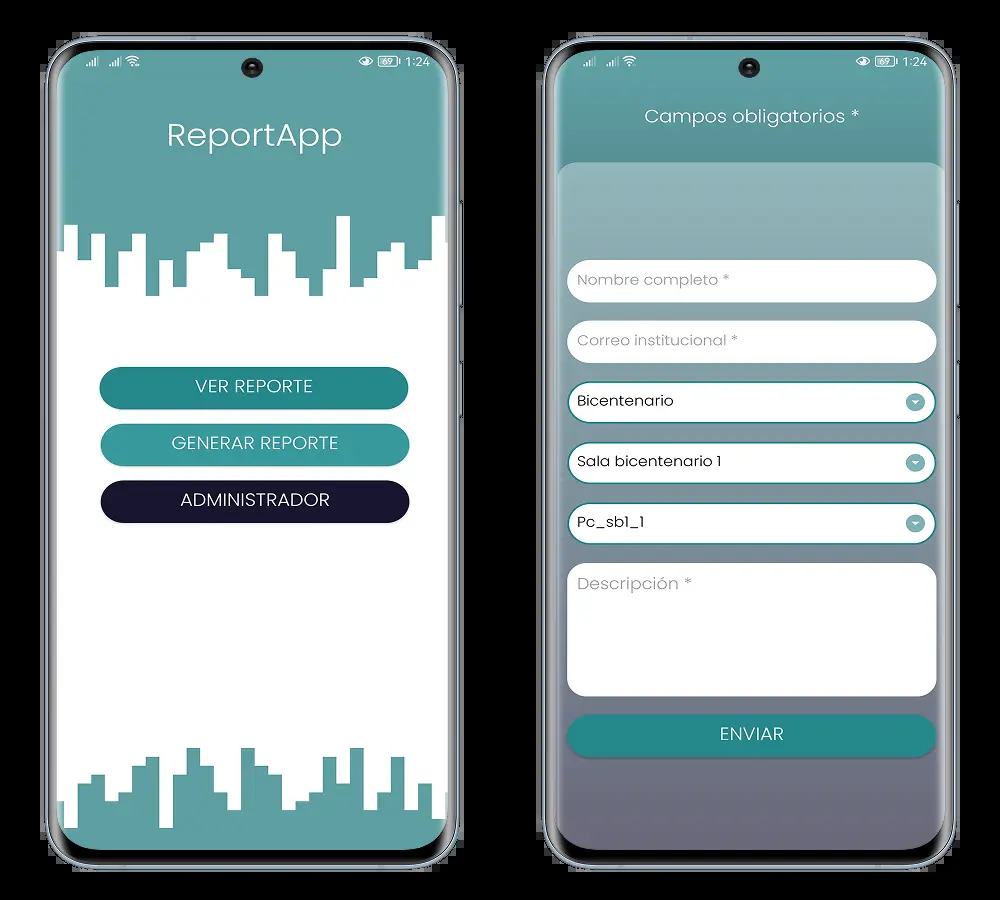 69 1:24
ReportApp
VER REPORTE
GENERAR REPORTE
ADMINISTRADOR
69 1:24
Campos obligatorios *
Nombre completo *
Correo institucional *
Bicentenario
Sala bicentenario 1
Pc_sb1_1
Descripción *
ENVIAR